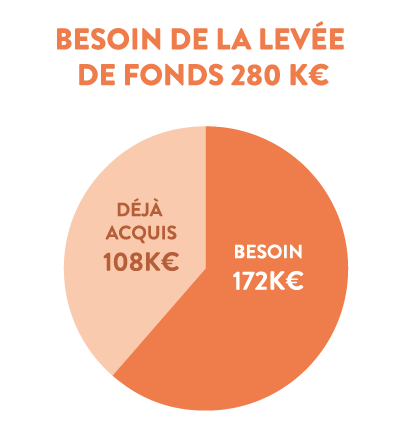 BESOIN DE LA LEVÉE
DE FONDS 280 K€
DÉJÀ
ACQUIS
108K€
BESOIN
172K€